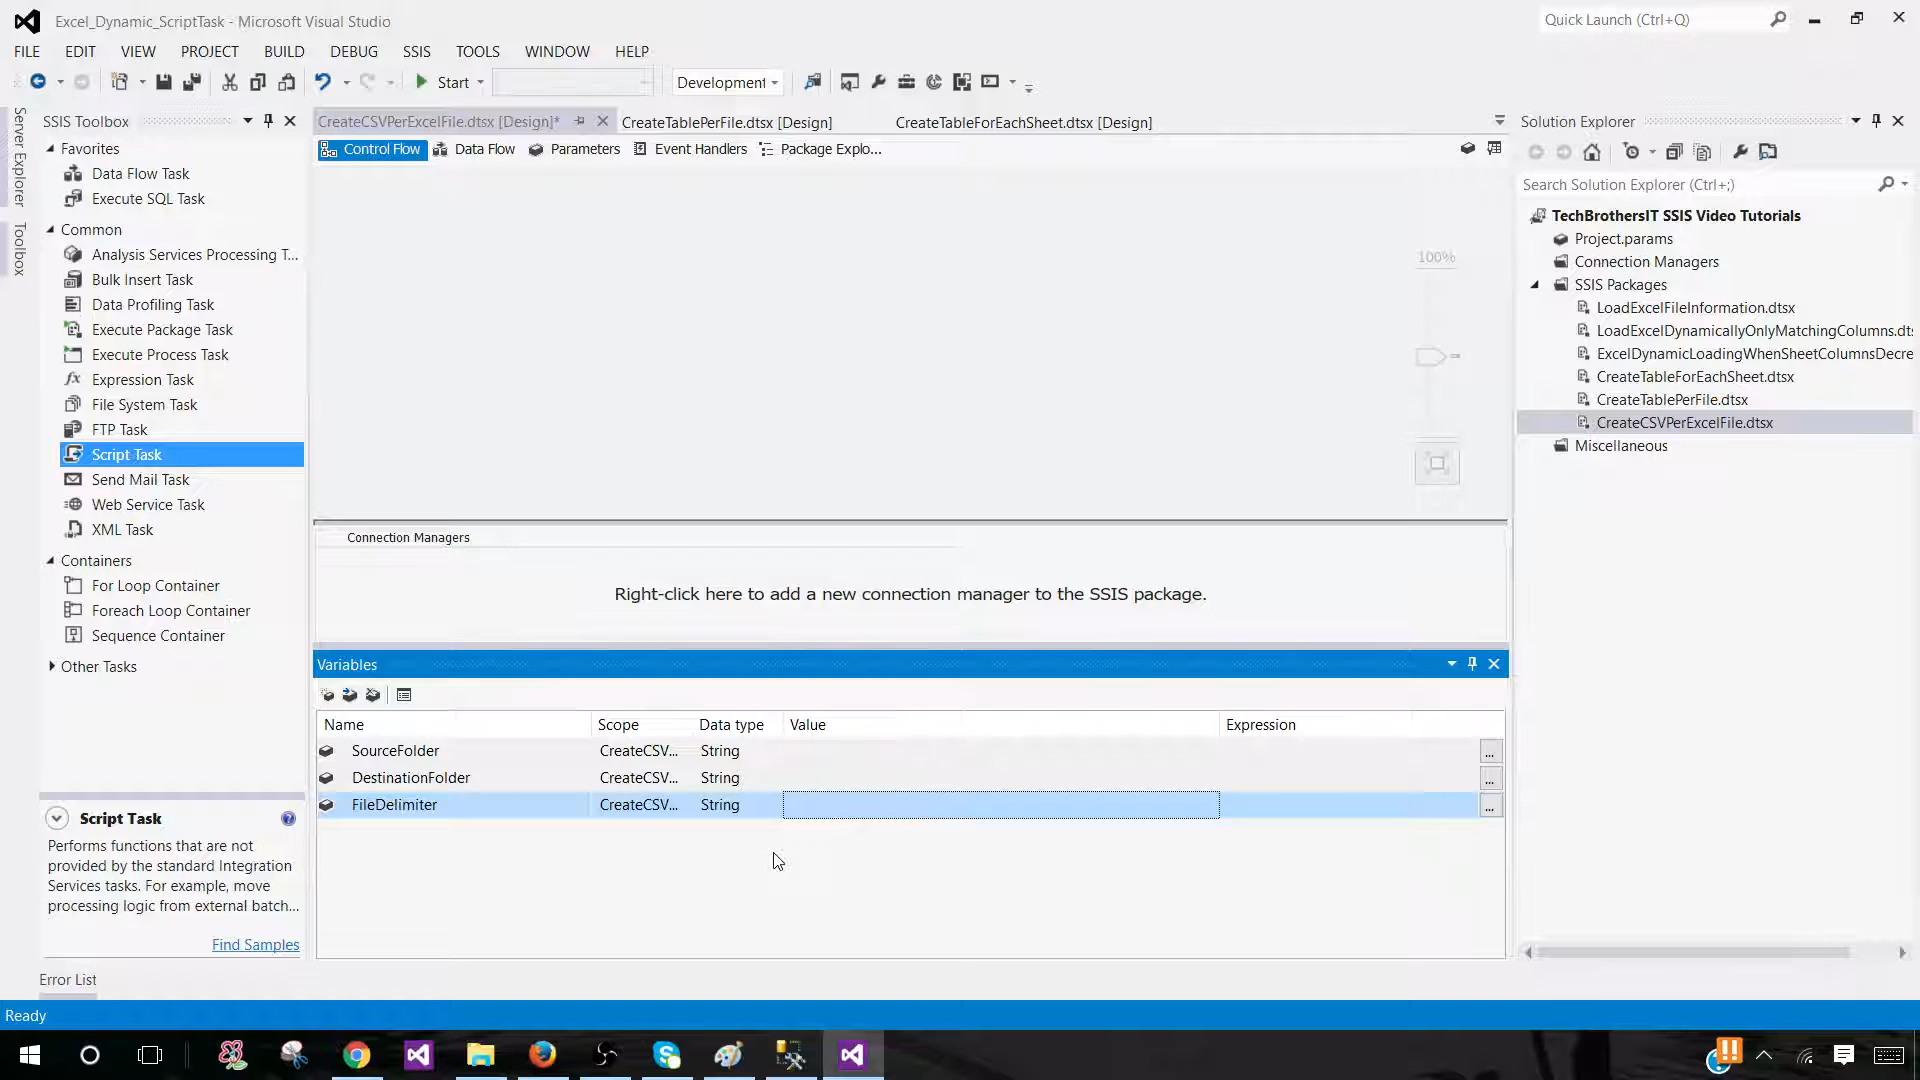 Excel_Dynamic_ScriptTask - Microsoft Visual Studio
Quick Launch (Ctrl+Q)
FILE EDIT VIEW PROJECT BUILD DEBUG SSIS TOOLS WINDOW HELP
Start
Development
Server Explorer
Toolbox
SSIS Toolbox
Favorites
Data Flow Task
Execute SQL Task
Common
Analysis Services Processing T...
Bulk Insert Task
Data Profiling Task
Execute Package Task
Execute Process Task
Expression Task
File System Task
FTP Task
Script Task
Send Mail Task
Web Service Task
XML Task
Containers
For Loop Container
Foreach Loop Container
Sequence Container
Other Tasks
Script Task
Performs functions that are not
provided by the standard Integration
Services tasks. For example, move
processing logic from external batch...
Find Samples
Error List
Ready
CreateCSVPerExcelFile.dtsx [Design]*
CreateTablePerFile.dtsx [Design]
CreateTableForEachSheet.dtsx [Design]
Control Flow
Data Flow
Parameters
Event Handlers
Package Explo...
100%
Connection Managers
Right-click here to add a new connection manager to the SSIS package.
Variables
Name Scope Data type Value Expression
SourceFolder CreateCSV... String ...
DestinationFolder CreateCSV... String ...
FileDelimiter CreateCSV... String ...
Solution Explorer
Search Solution Explorer (Ctrl+;)
TechBrothersIT SSIS Video Tutorials
Project.params
Connection Managers
SSIS Packages
LoadExcelFileInformation.dtsx
LoadExcelDynamicallyOnlyMatchingColumns.dts
ExcelDynamicLoadingWhenSheetColumnsDecre
CreateTableForEachSheet.dtsx
CreateTablePerFile.dtsx
CreateCSVPerExcelFile.dtsx
Miscellaneous